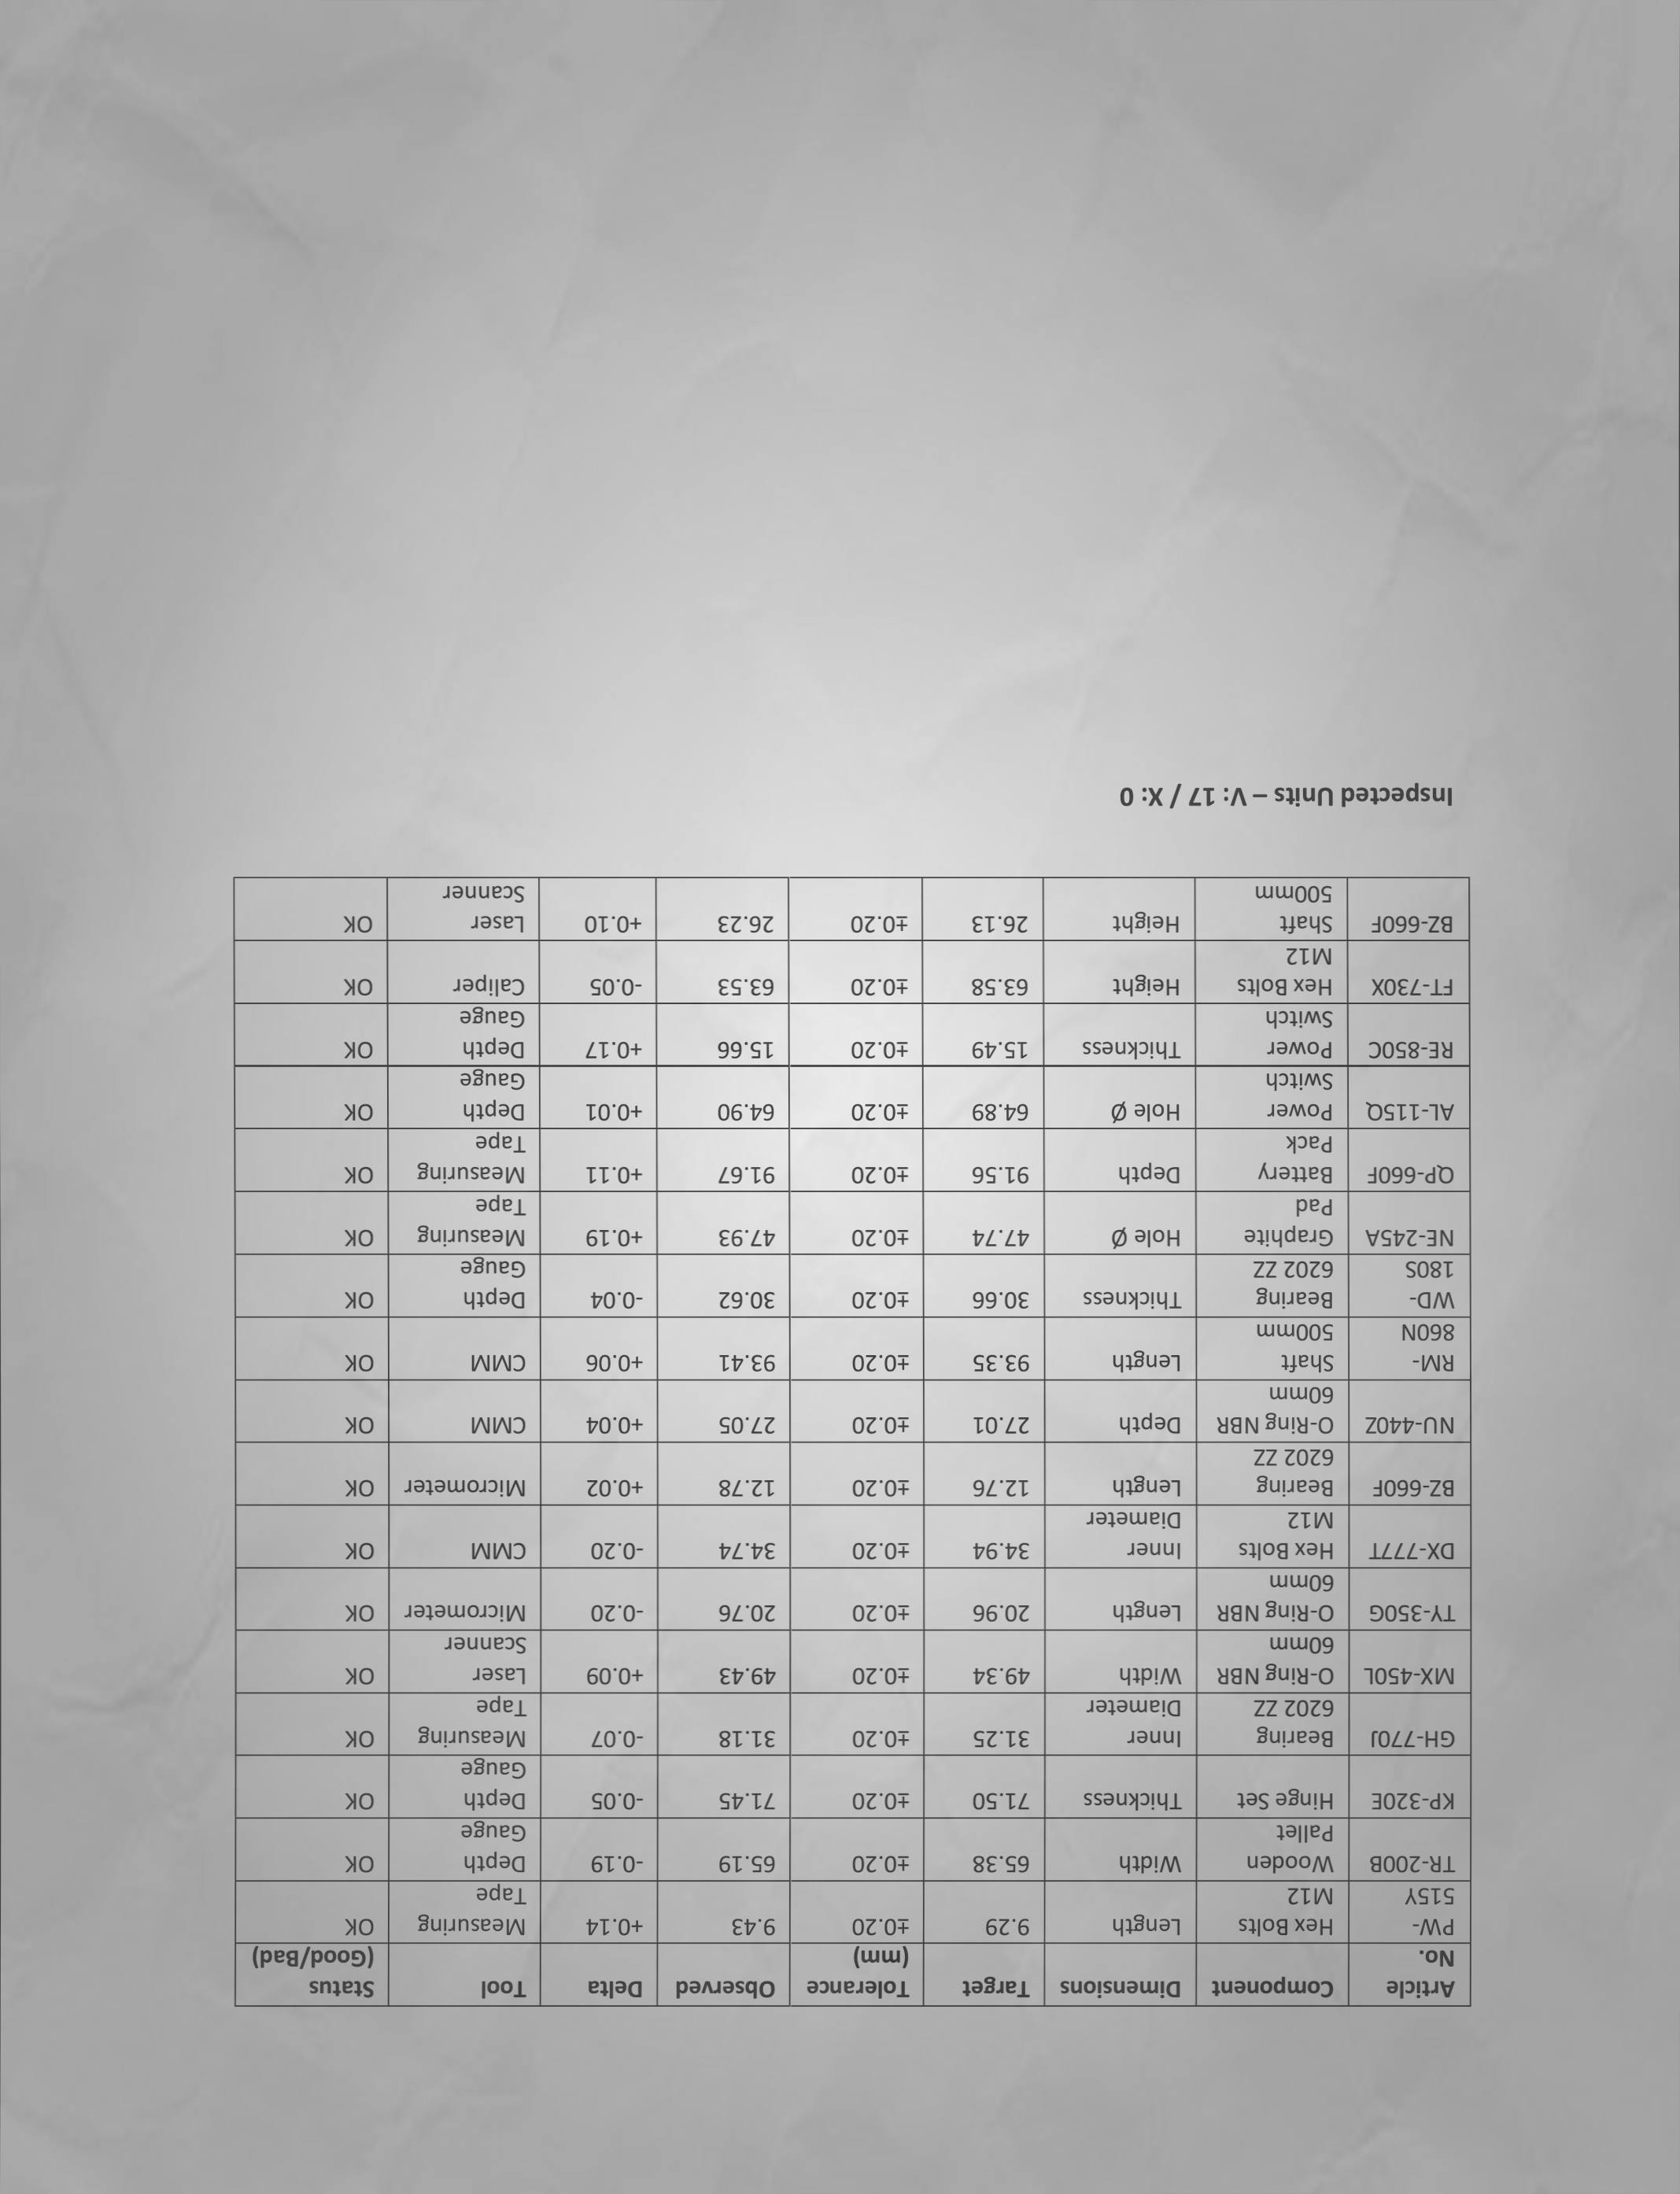 Article No. Component Dimensions Target Tolerance (mm) Observed Delta Tool Status (Good/Bad)
PW-515Y Hex Bolts M12 Length 9.29 ±0.20 9.43 +0.14 Measuring Tape OK
TR-200B Wooden Pallet Width 65.38 ±0.20 65.19 -0.19 Depth Gauge OK
KP-320E Hinge Set Thickness 71.50 ±0.20 71.45 -0.05 Depth Gauge OK
GH-770J Bearing 6202 ZZ Inner Diameter 31.25 ±0.20 31.18 -0.07 Measuring Tape OK
MX-450L O-Ring NBR 60mm Width 49.34 ±0.20 49.43 +0.09 Laser Scanner OK
TY-350G O-Ring NBR 60mm Length 20.96 ±0.20 20.76 -0.20 Micrometer OK
DX-777T Hex Bolts M12 Inner Diameter 34.94 ±0.20 34.74 -0.20 CMM OK
BZ-660F Bearing 6202 ZZ Length 12.76 ±0.20 12.78 +0.02 Micrometer OK
NU-440Z O-Ring NBR 60mm Depth 27.01 ±0.20 27.05 +0.04 CMM OK
RM-860N Shaft 500mm Length 93.35 ±0.20 93.41 +0.06 CMM OK
WD-180S Bearing 6202 ZZ Thickness 30.66 ±0.20 30.62 -0.04 Depth Gauge OK
NE-245A Graphite Pad Hole Ø 47.74 ±0.20 47.93 +0.19 Measuring Tape OK
QP-660F Battery Pack Depth 91.56 ±0.20 91.67 +0.11 Measuring Tape OK
AL-115Q Power Switch Hole Ø 64.89 ±0.20 64.90 +0.01 Depth Gauge OK
RE-850C Power Switch Thickness 15.49 ±0.20 15.66 +0.17 Depth Gauge OK
FT-730X Hex Bolts M12 Height 63.58 ±0.20 63.53 -0.05 Caliper OK
BZ-660F Shaft 500mm Height 26.13 ±0.20 26.23 +0.10 Laser Scanner OK
Inspected Units – V: 17 / X: 0